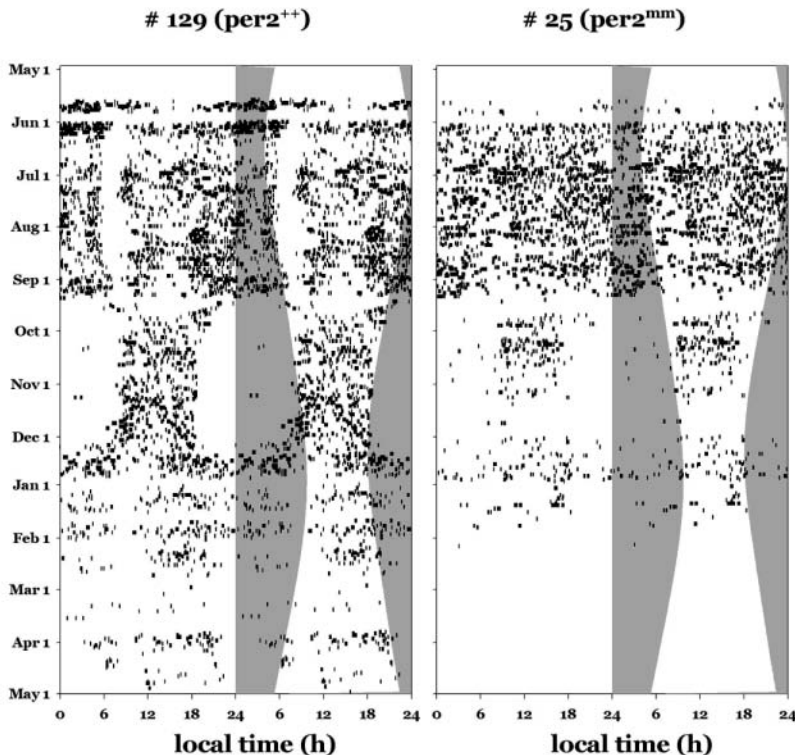 # 129 (per2++)
# 25 (per2mm)
May 1
Jun 1
Jul 1
Aug 1
Sep 1
Oct 1
Nov 1
Dec 1
Jan 1
Feb 1
Mar 1
Apr 1
May 1
0 6 12 18 24 6 12 18 24
0 6 12 18 24 6 12 18 24
local time (h)
local time (h)